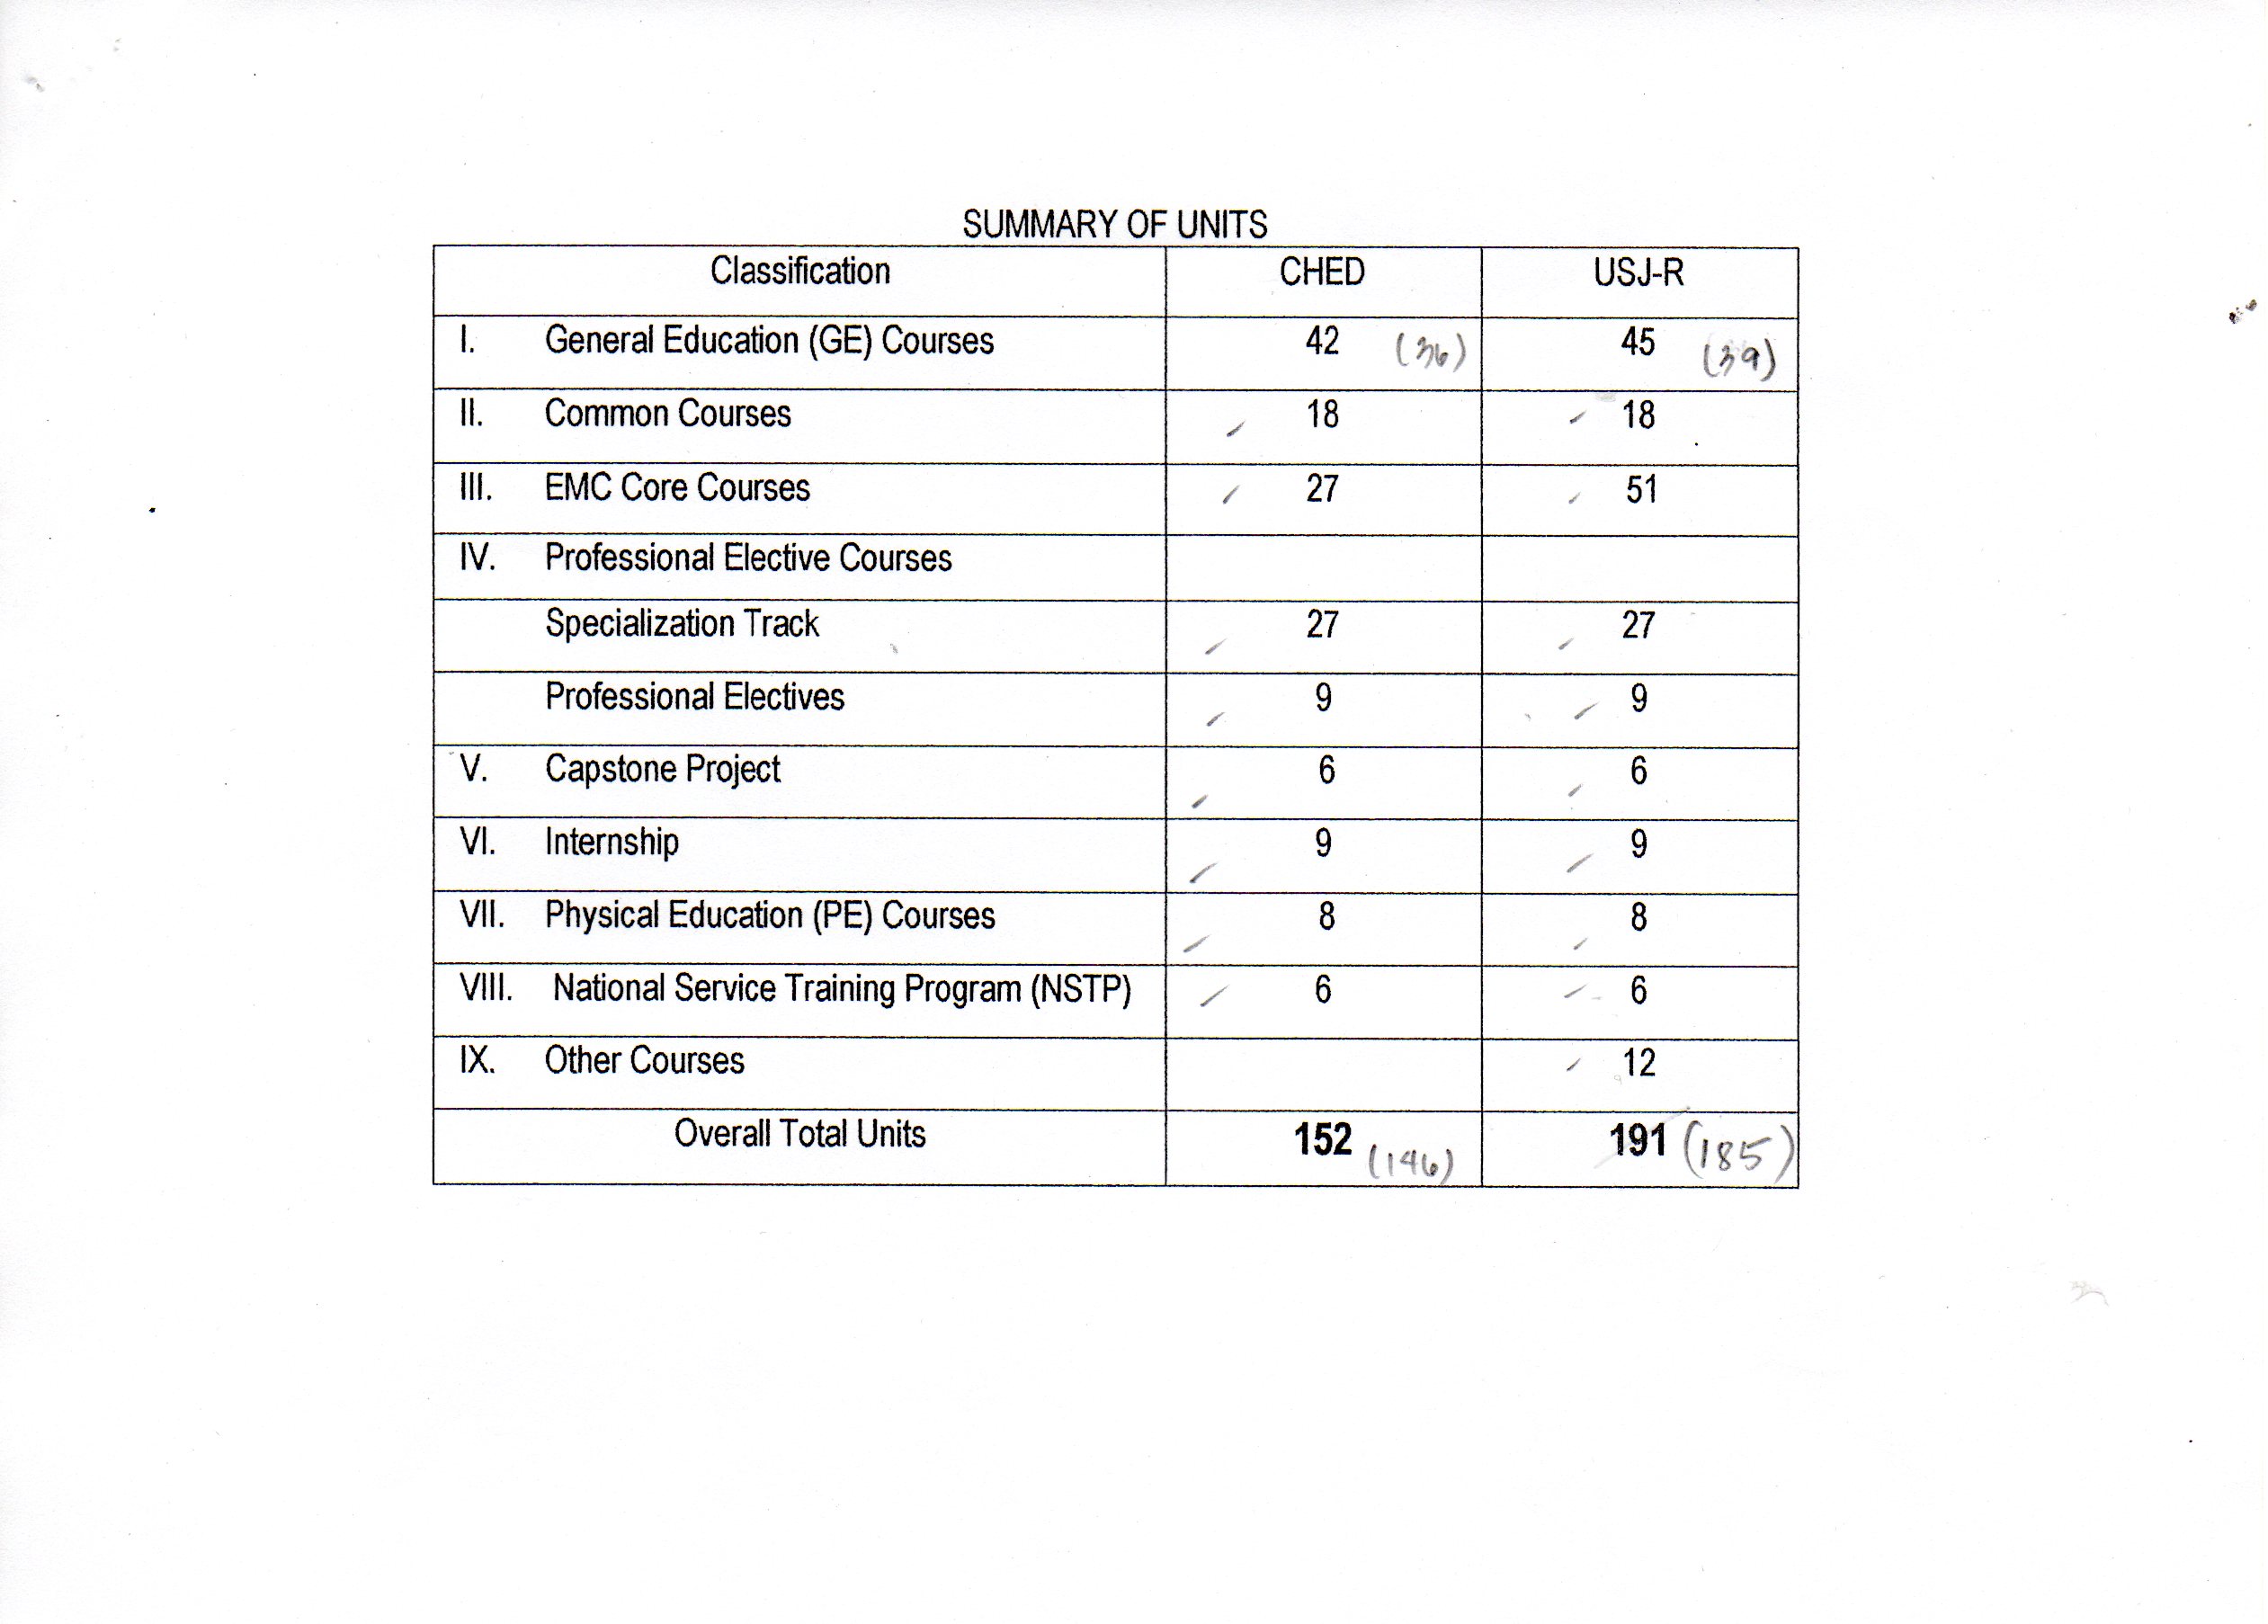 SUMMARY OF UNITS
Classification CHED USJ-R
I. General Education (GE) Courses 42 (36) 45 (39)
II. Common Courses 18 18
III. EMC Core Courses 27 51
IV. Professional Elective Courses
Specialization Track 27 27
Professional Electives 9 9
V. Capstone Project 6 6
VI. Internship 9 9
VII. Physical Education (PE) Courses 8 8
VIII. National Service Training Program (NSTP) 6 6
IX. Other Courses 12
Overall Total Units 152 (146) 191 (185)